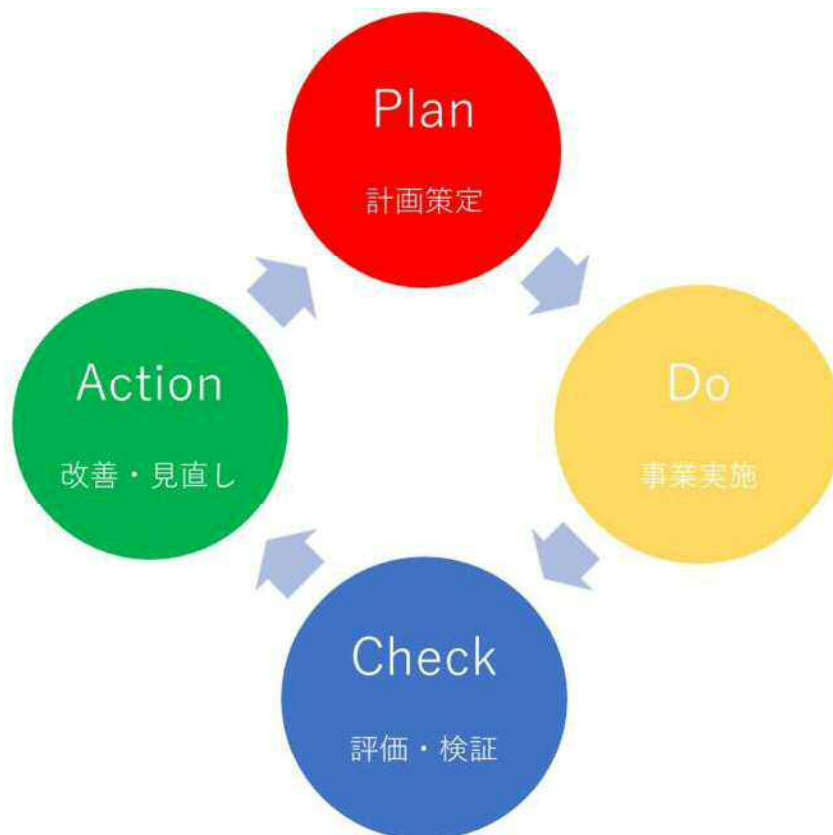 Plan
計画策定
Do
事業実施
Check
評価・検証
Action
改善・見直し